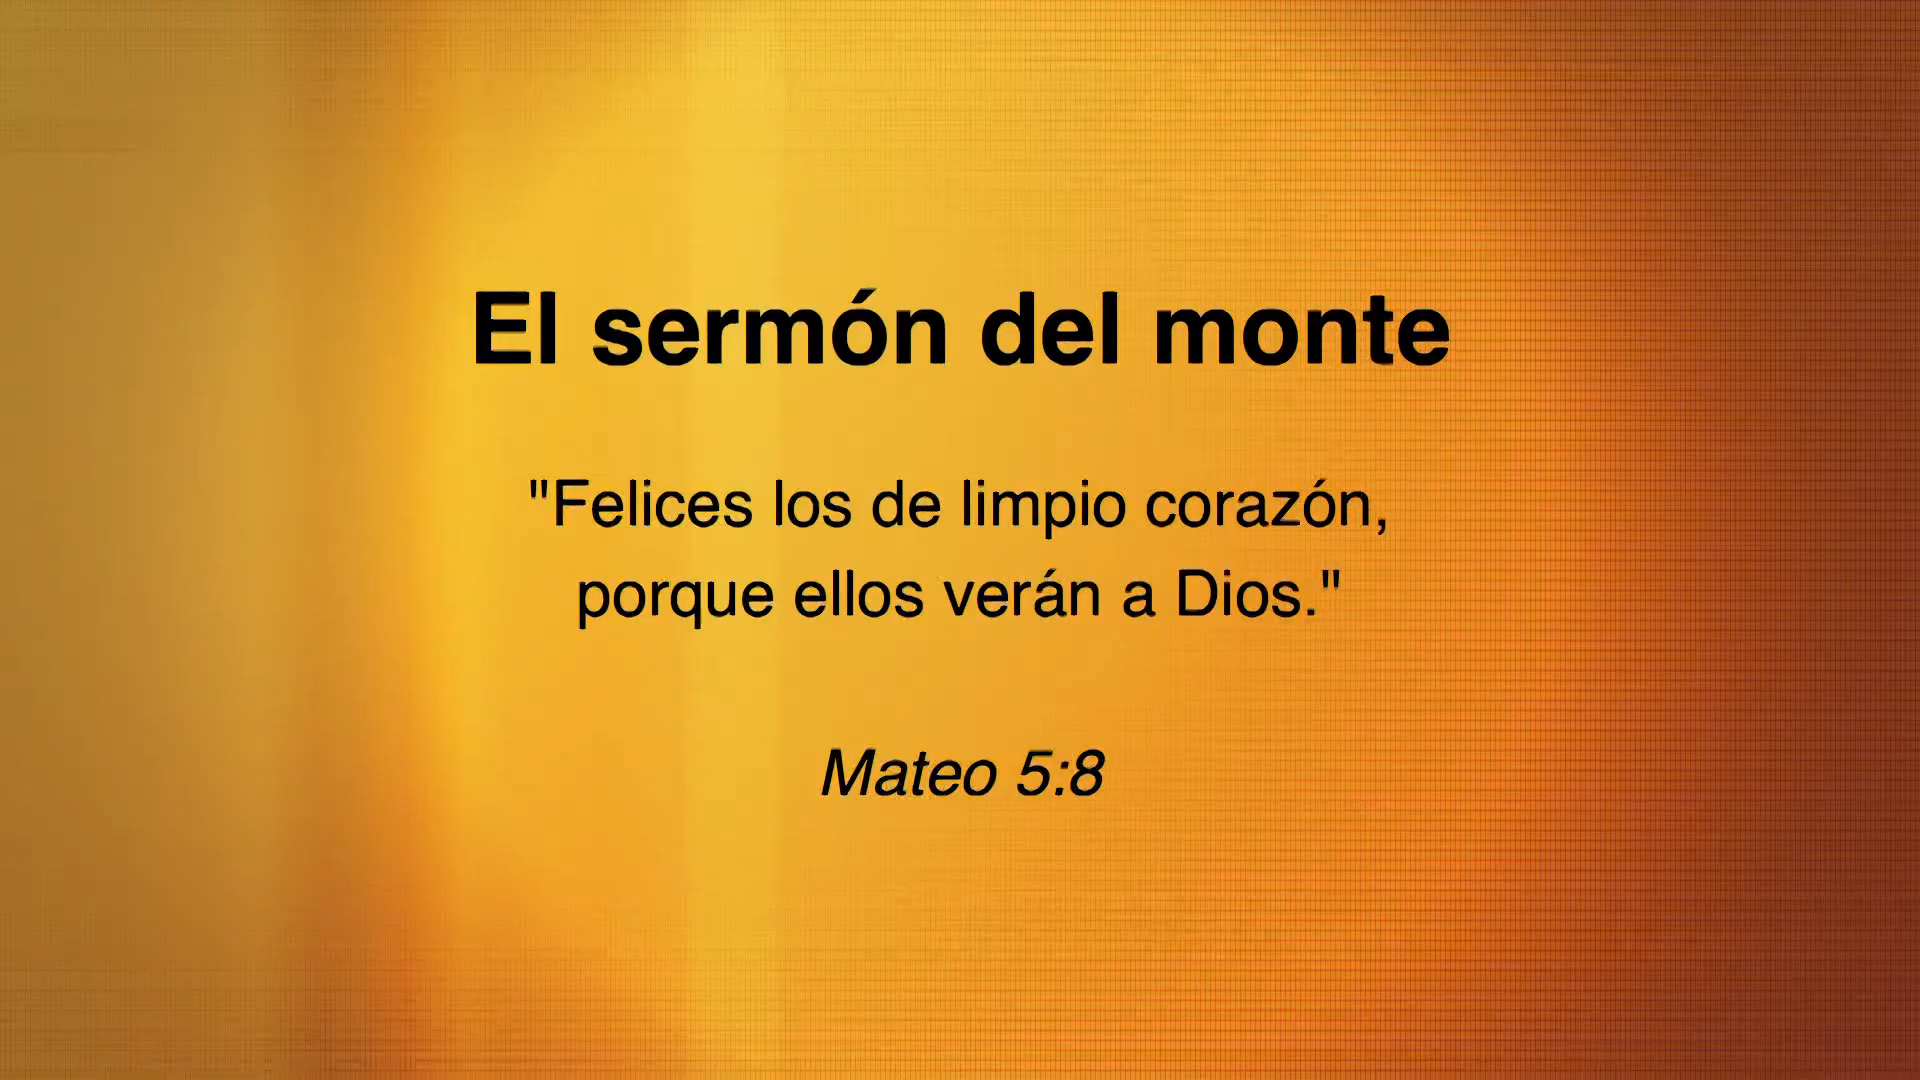 El sermón del monte
"Felices los de limpio corazón,
porque ellos verán a Dios."
Mateo 5:8